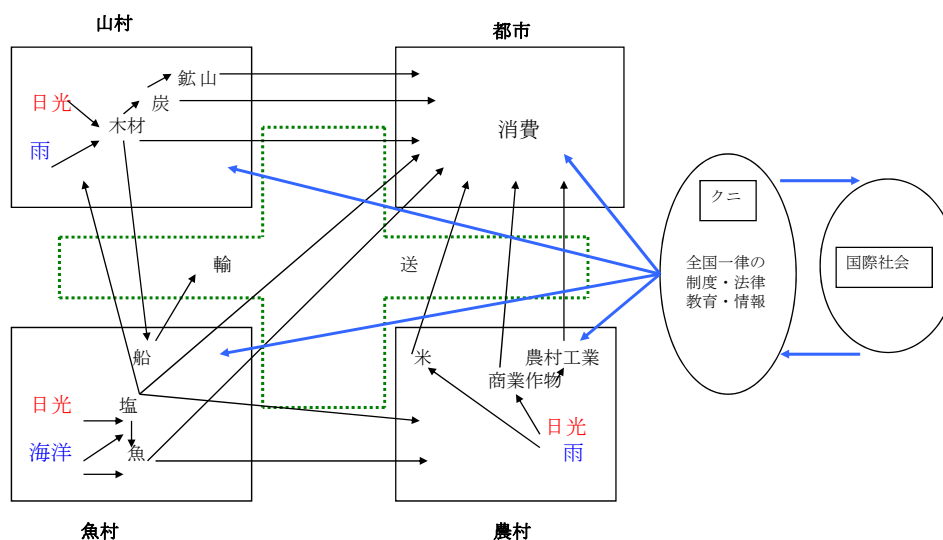 山村
都市
鉱山
日光
炭
木材
雨
消費
クニ
全国一律の
制度・法律
教育・情報
国際社会
輸
送
船
米
農村工業
商業作物
日光
塩
日光
海洋
魚
雨
魚村
農村